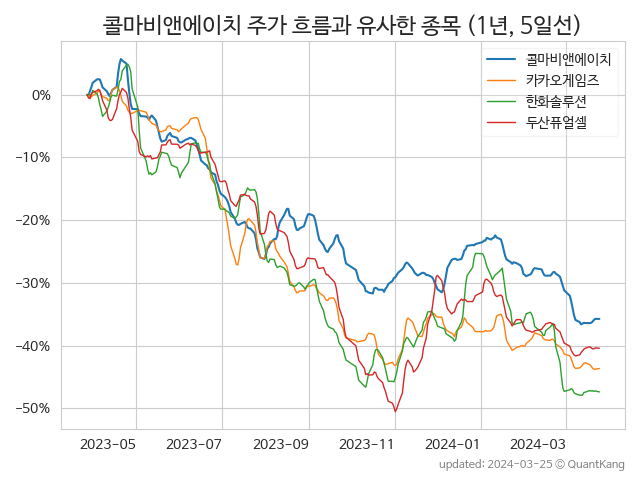 콜마비앤에이치 주가 흐름과 유사한 종목 (1년, 5일선)
콜마비앤에이치
카카오게임즈
한화솔루션
두산퓨얼셀
0%
−10%
−20%
−30%
−40%
−50%
2023−05
2023−07
2023−09
2023−11
2024−01
2024−03
updated: 2024−03−25 © QuantKang